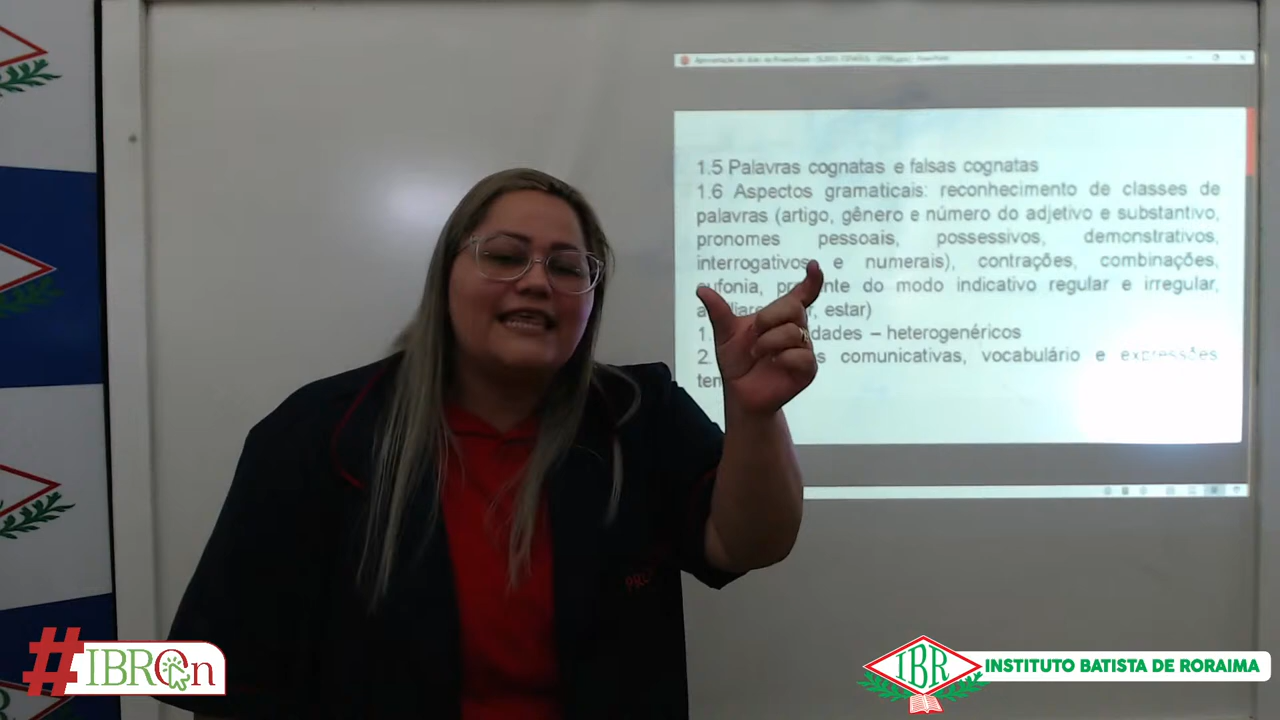 1.5 Palavras cognatas e falsas cognatas
1.6 Aspectos gramaticais: reconhecimento de classes de
palavras (artigo, gênero e número do adjetivo e substantivo,
pronomes pessoais, possessivos, demonstrativos,
interrogativos e numerais), contrações, combinações,
eufonia, do modo indicativo regular e irregular,
estar)
– heterogenéricos
2. comunicativas, vocabulário e expressões
#IBROn
IBR
INSTITUTO BATISTA DE RORAIMA